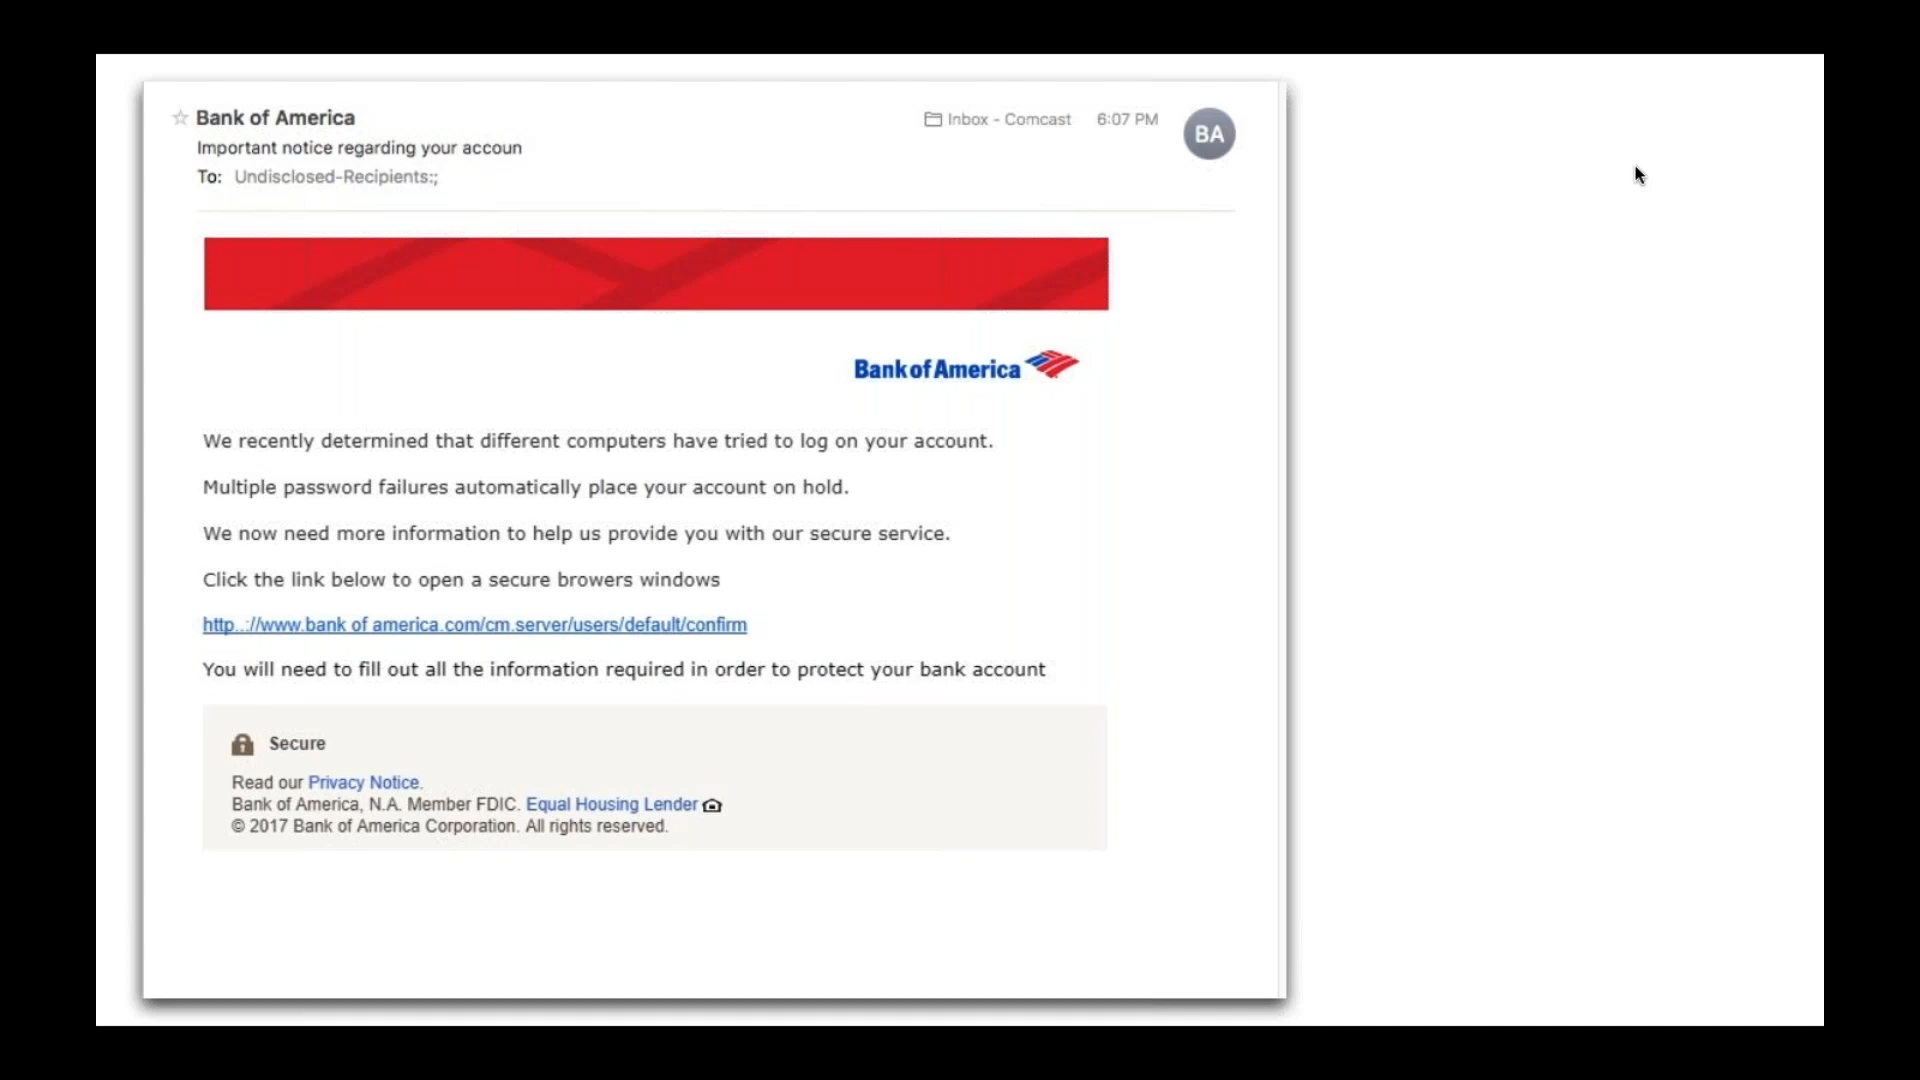 Bank of America
Inbox - Comcast 6:07 PM
BA
Important notice regarding your accoun
To: Undisclosed-Recipients:;
Bank of America
We recently determined that different computers have tried to log on your account.
Multiple password failures automatically place your account on hold.
We now need more information to help us provide you with our secure service.
Click the link below to open a secure browers windows
http..://www.bank of america.com/cm.server/users/default/confirm
You will need to fill out all the information required in order to protect your bank account
Secure
Read our Privacy Notice.
Bank of America, N.A. Member FDIC. Equal Housing Lender
© 2017 Bank of America Corporation. All rights reserved.